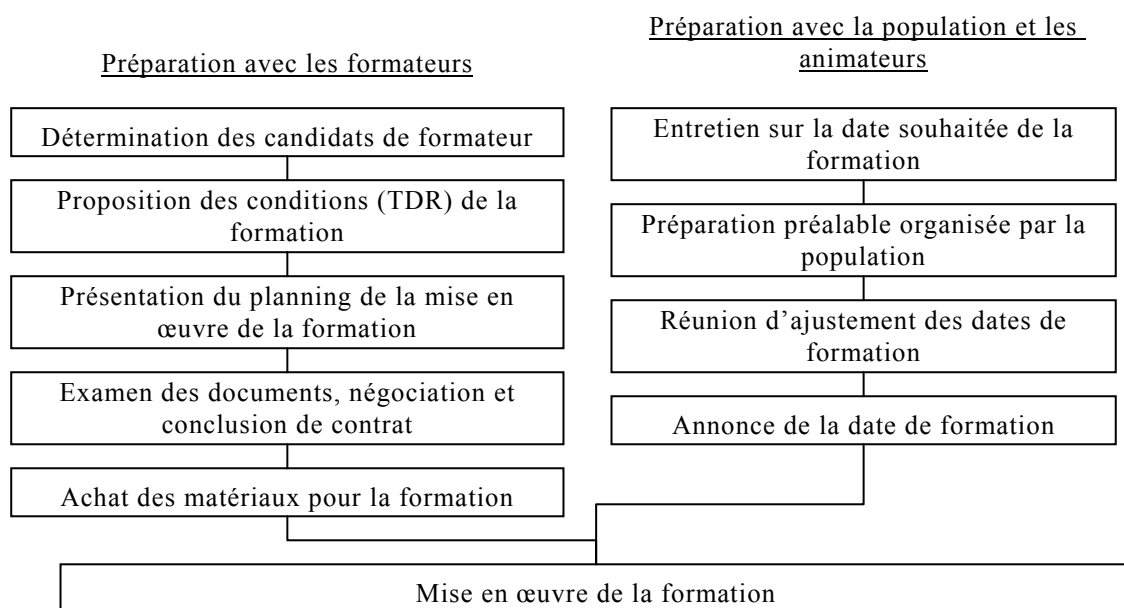 Préparation avec les formateurs
Détermination des candidats de formateur
Proposition des conditions (TDR) de la
formation
Présentation du planning de la mise en
œuvre de la formation
Examen des documents, négociation et
conclusion de contrat
Achat des matériaux pour la formation
Préparation avec la population et les
animateurs
Entretien sur la date souhaitée de la
formation
Préparation préalable organisée par la
population
Réunion d’ajustement des dates de
formation
Annonce de la date de formation
Mise en œuvre de la formation